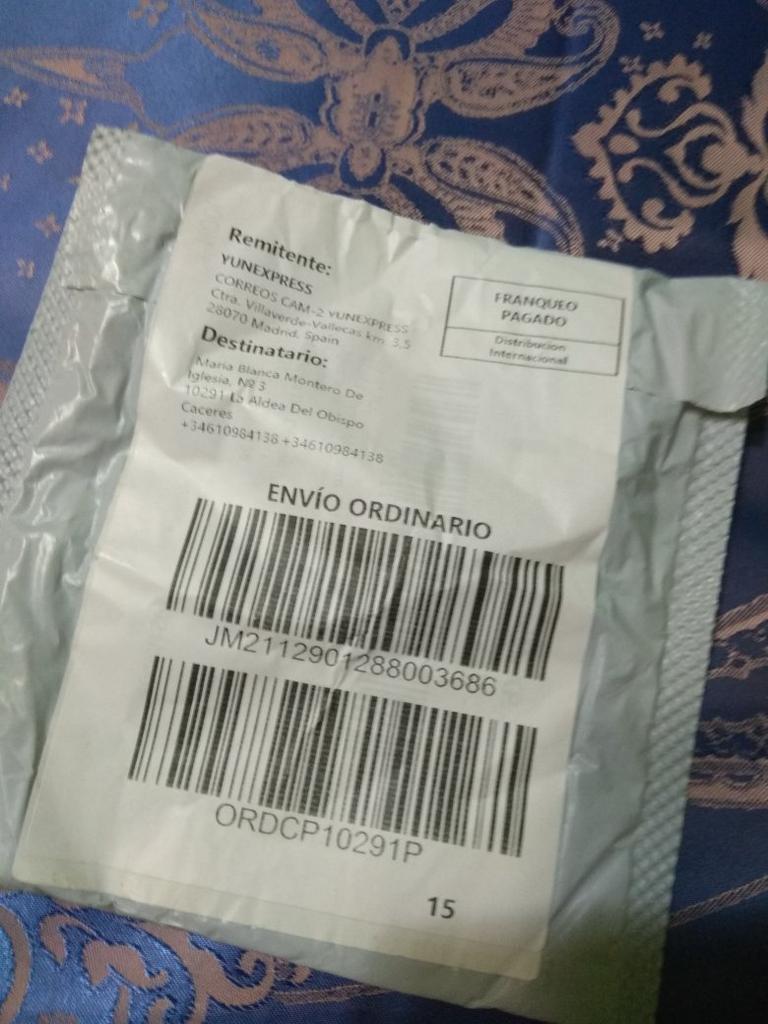 Remitente:
YUNEXPRESS
CORREOS CAM-2 YUNEXPRESS
Ctra. Villaverde-Vallecas km. 3,5
28070 Madrid, Spain
FRANQUEO
PAGADO
Distribucion
Internacional
Destinatario:
Maria Blanca Montero De
Iglesia, Nº 3
10291 La Aldea Del Obispo
Caceres
+34610984138 +34610984138
ENVÍO ORDINARIO
JM2112901288003686
ORDCP10291P
15